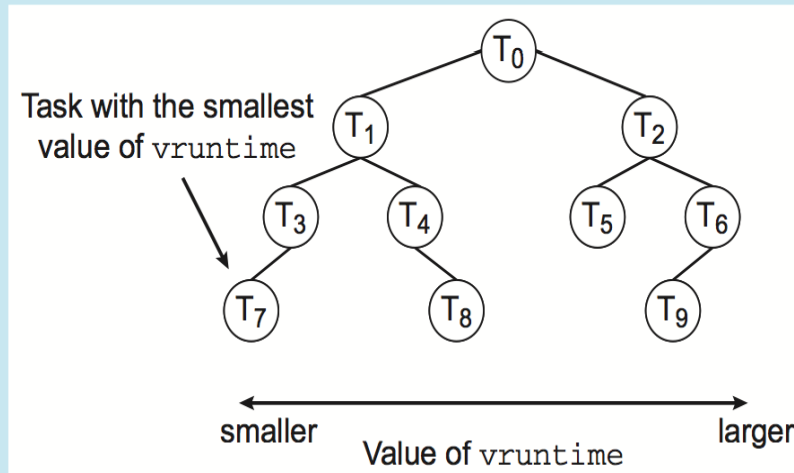 T0
Task with the smallest
value of vruntime
T1
T2
T3
T4
T5
T6
T7
T8
T9
smaller
larger
Value of vruntime